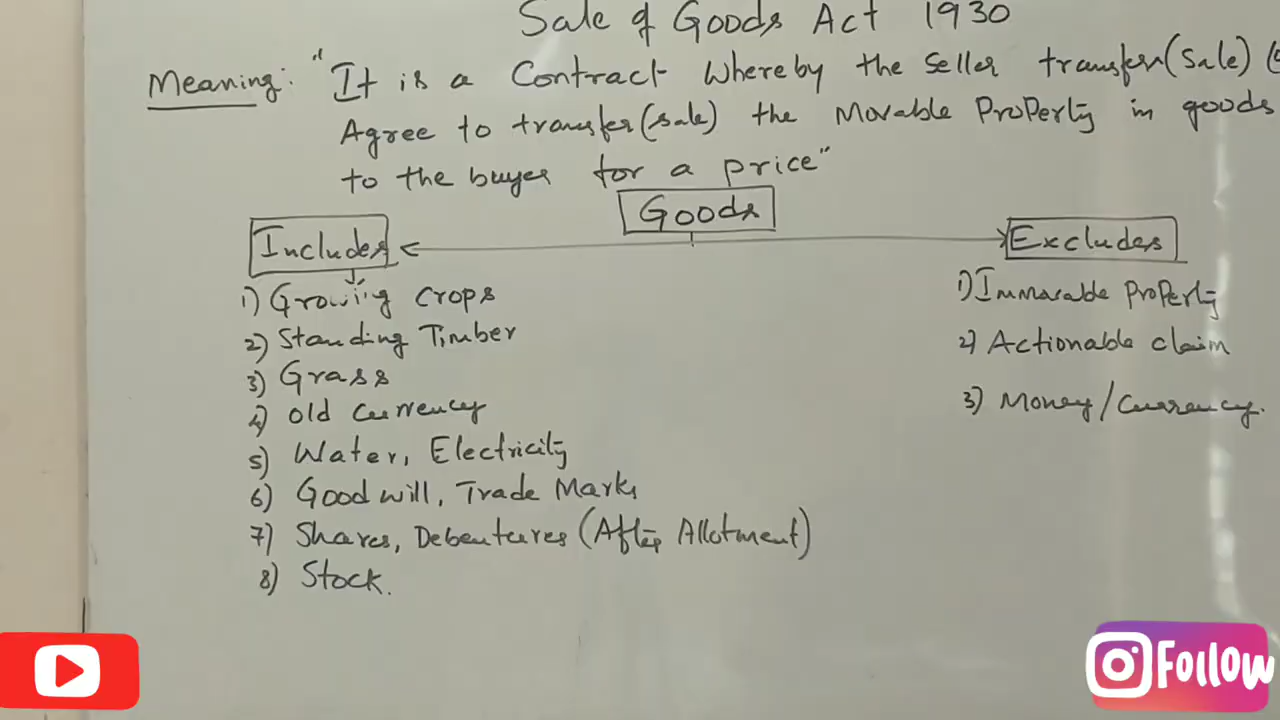 Sale of Goods Act 1930
Meaning: "It is a Contract Whereby the Seller transfer(Sale)
Agree to transfer(sale) the Movable Property in goods
to the buyer for a price"
Goods
Includes
Excludes
1) Growing Crops
2) Standing Timber
3) Grass
4) Old Currency
5) Water, Electricity
6) Goodwill, Trade Marks
7) Shares, Debentures (After Allotment)
8) Stock.
1) Immovable Property
2) Actionable claim
3) Money/Currency.
Follow